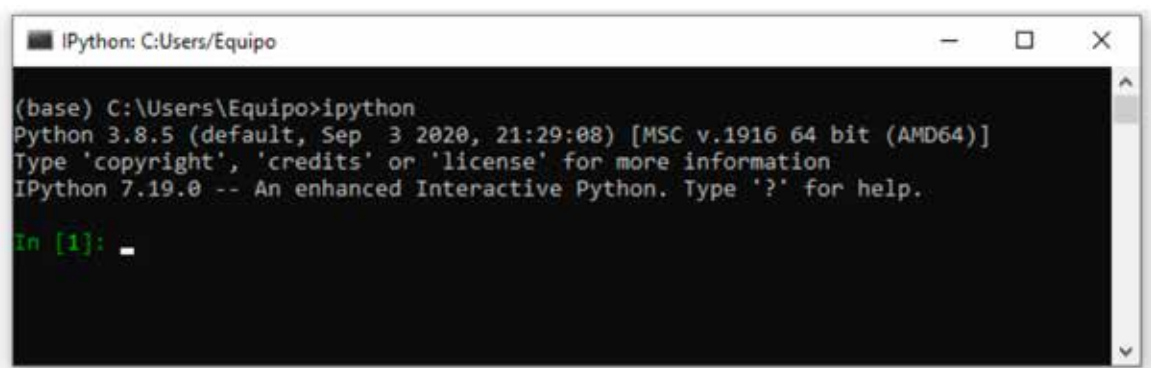 IPython: C:Users/Equipo
(base) C:\Users\Equipo>ipython
Python 3.8.5 (default, Sep  3 2020, 21:29:08) [MSC v.1916 64 bit (AMD64)]
Type 'copyright', 'credits' or 'license' for more information
IPython 7.19.0 -- An enhanced Interactive Python. Type '?' for help.
In [1]: